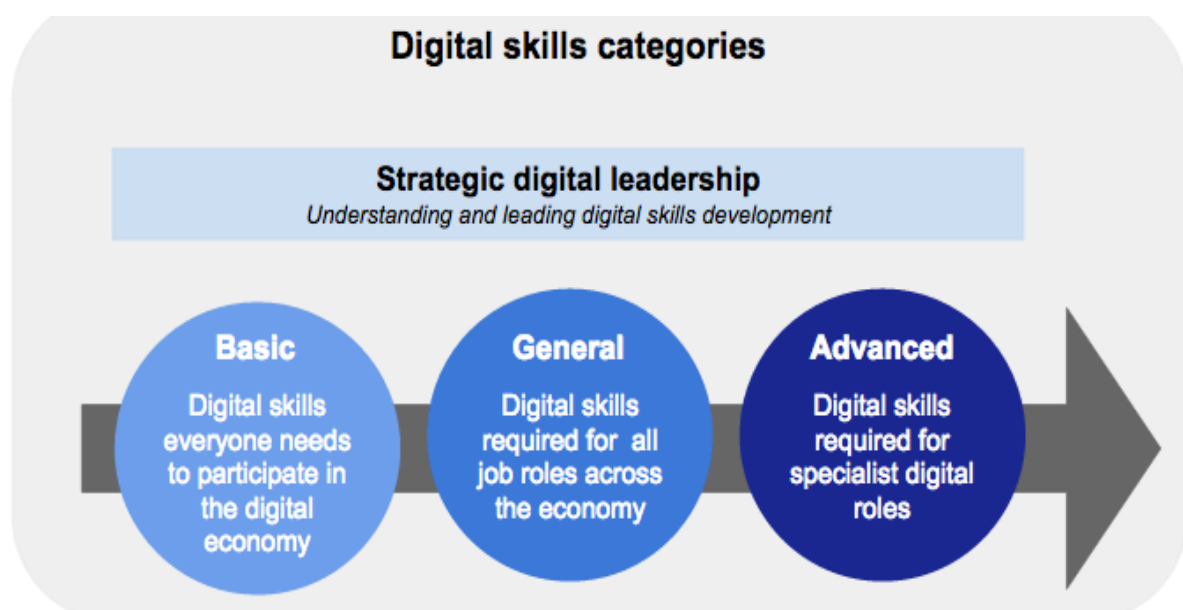 Digital skills categories
Strategic digital leadership
Understanding and leading digital skills development
Basic
Digital skills
everyone needs
to participate in
the digital
economy
General
Digital skills
required for all
job roles across
the economy
Advanced
Digital skills
required for
specialist digital
roles